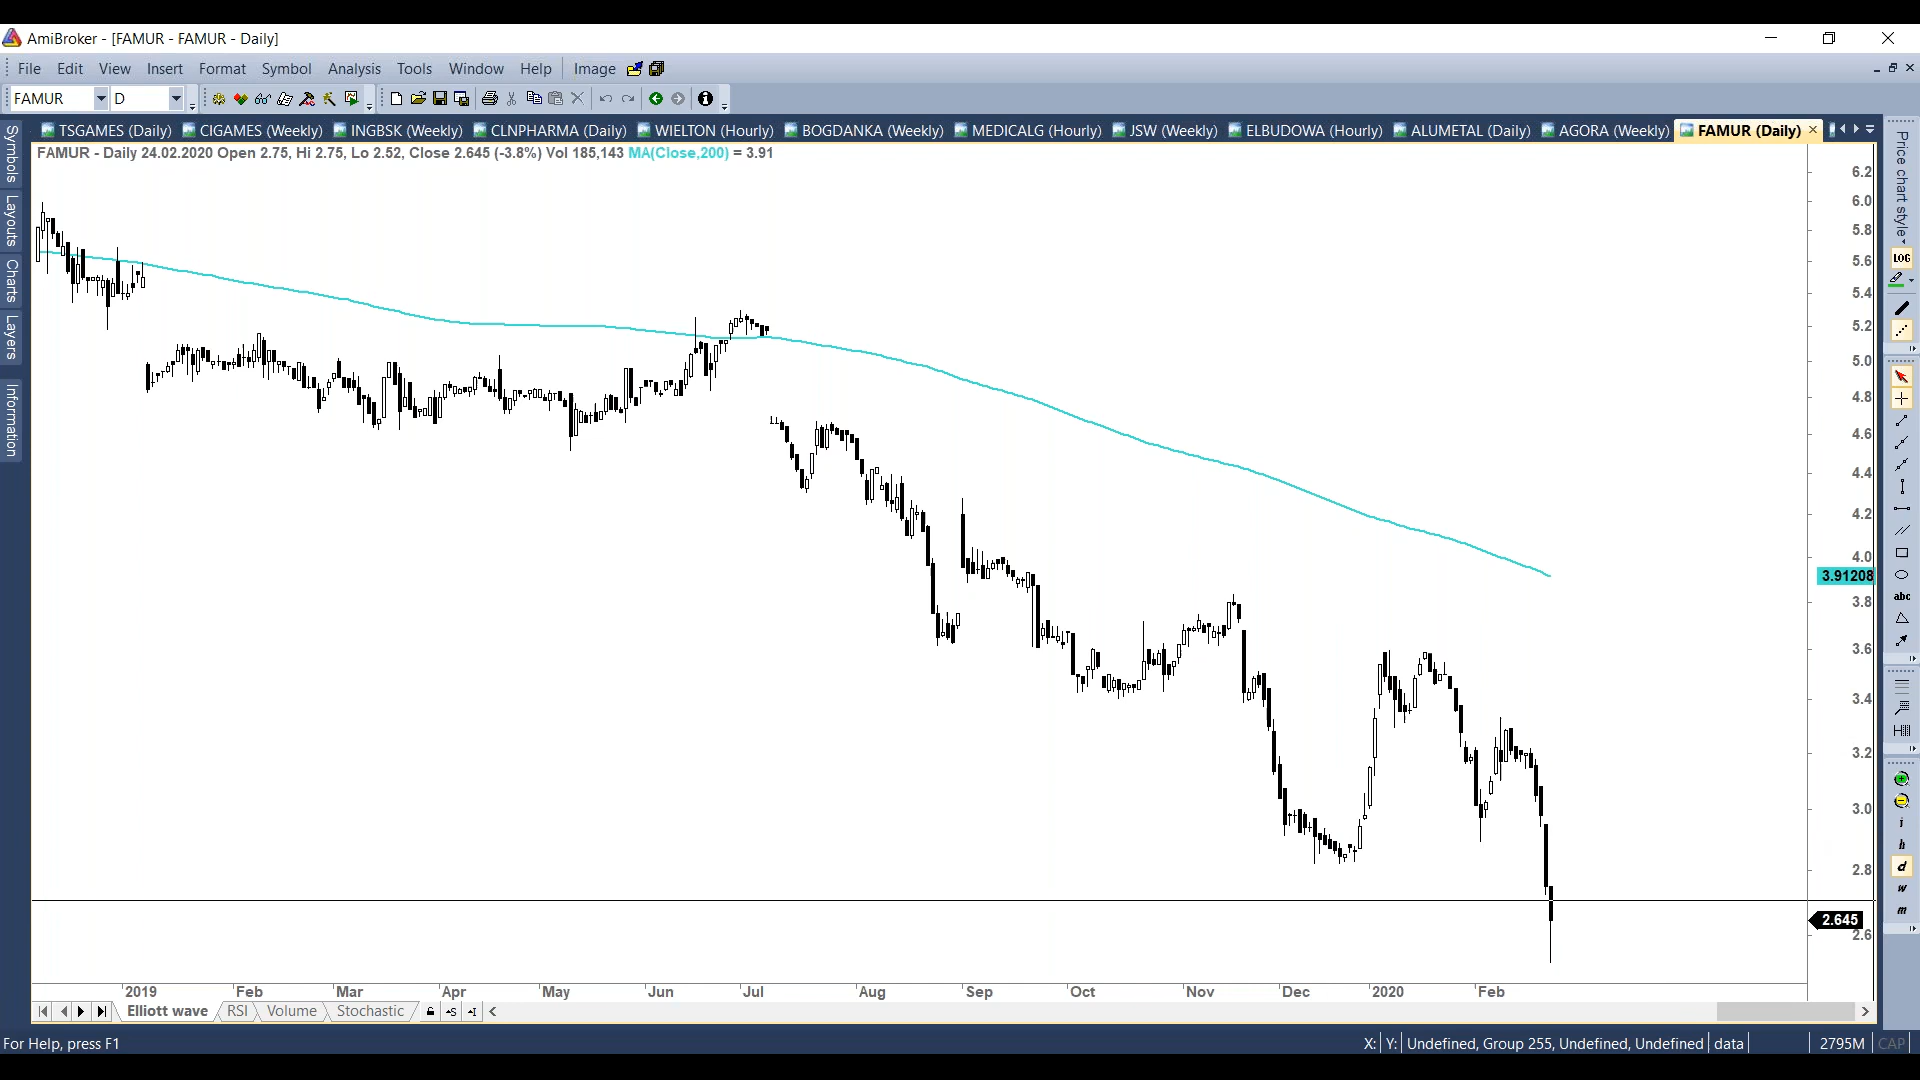 AmiBroker - [FAMUR - FAMUR - Daily]
File Edit View Insert Format Symbol Analysis Tools Window Help Image
FAMUR D
TSGAMES (Daily) CIGAMES (Weekly) INGBSK (Weekly) CLNPHARMA (Daily) WIELTON (Hourly) BOGDANKA (Weekly) MEDICALG (Hourly) JSW (Weekly) ELBUDOWA (Hourly) ALUMETAL (Daily) AGORA (Weekly) FAMUR (Daily)
FAMUR - Daily 24.02.2020 Open 2.75, Hi 2.75, Lo 2.52, Close 2.645 (-3.8%) Vol 185,143 MA(Close,200) = 3.91
Symbols
Layouts
Charts
Layers
Information
6.2
6.0
5.8
5.6
5.4
5.2
5.0
4.8
4.6
4.4
4.2
4.0
3.91208
3.8
3.6
3.4
3.2
3.0
2.8
2.645
2.6
Price chart style
LOG
abc
i
h
d
w
m
2019 Feb Mar Apr May Jun Jul Aug Sep Oct Nov Dec 2020 Feb
Elliott wave RSI Volume Stochastic
For Help, press F1
X: Y: Undefined, Group 255, Undefined, Undefined data 2795M CAP